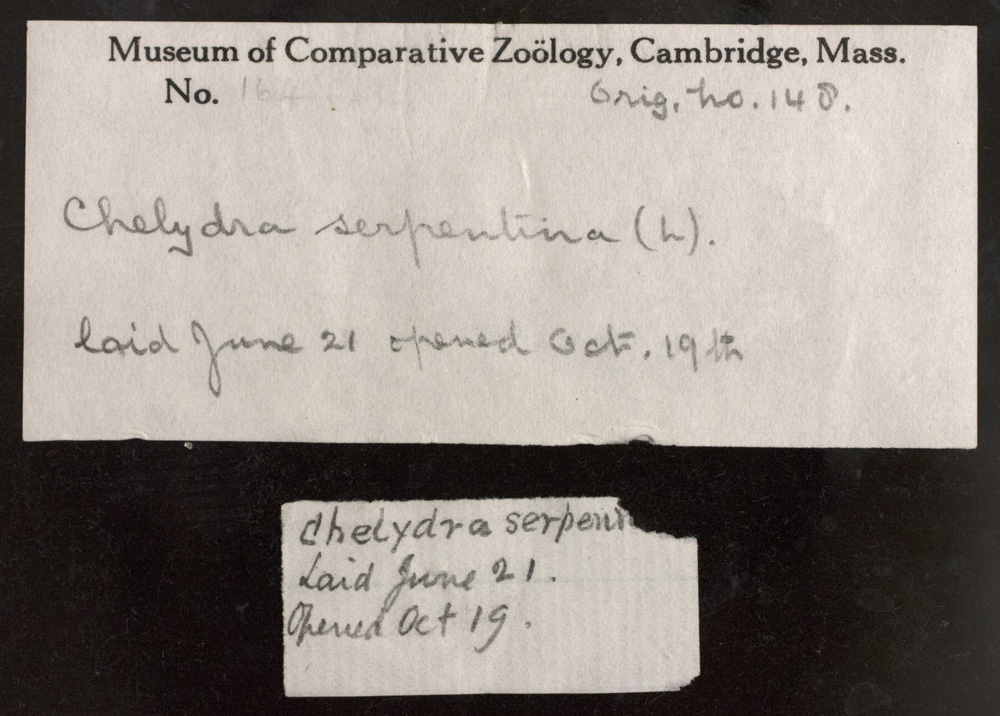 Museum of Comparative Zoölogy, Cambridge, Mass.
No. Orig. no. 148.
Chelydra serpentina (L).
laid June 21 opened Oct. 19th
Chelydra serpent
Laid June 21.
Opened Oct 19.